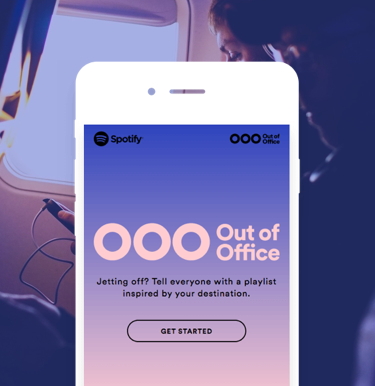 Spotify
OOO Out of
Office
OOO Out of
Office
Jetting off? Tell everyone with a playlist
inspired by your destination.
GET STARTED